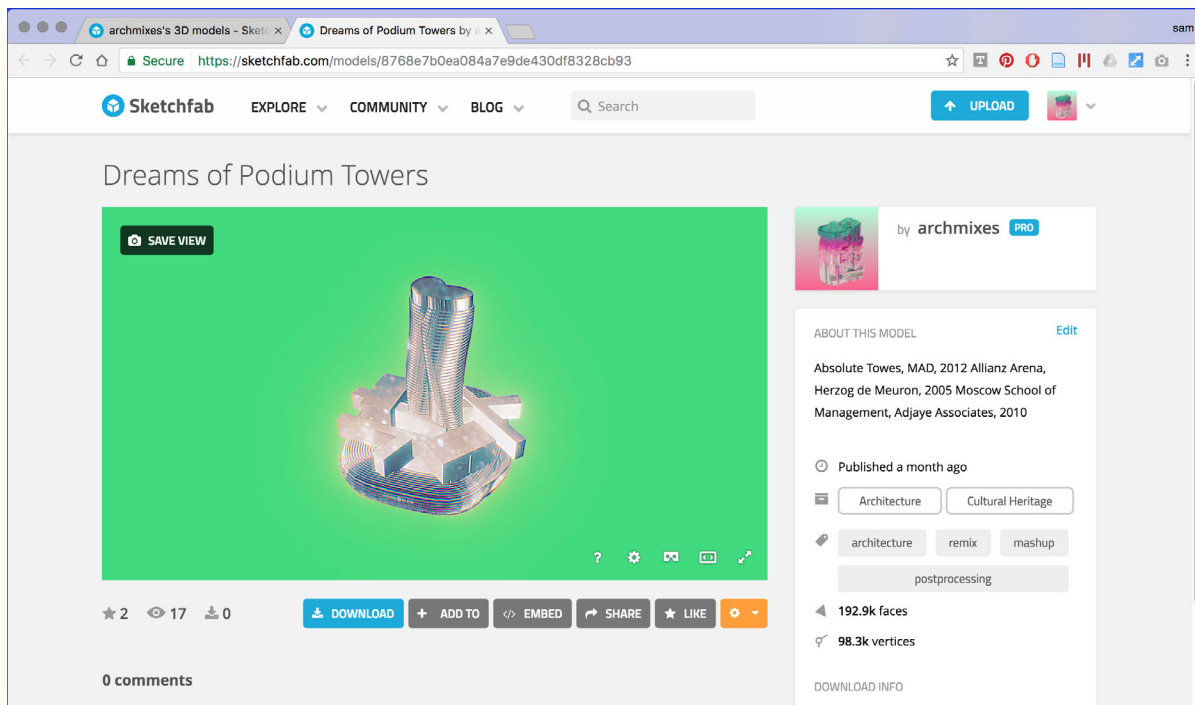 archmixes's 3D models - Sket
Dreams of Podium Towers by a
sam
Secure https://sketchfab.com/models/8768e7b0ea084a7e9de430df8328cb93
Sketchfab EXPLORE COMMUNITY BLOG Search UPLOAD
Dreams of Podium Towers
SAVE VIEW
by archmixes PRO
ABOUT THIS MODEL Edit
Absolute Towes, MAD, 2012 Allianz Arena,
Herzog de Meuron, 2005 Moscow School of
Management, Adjaye Associates, 2010
Published a month ago
Architecture Cultural Heritage
architecture remix mashup
postprocessing
192.9k faces
98.3k vertices
DOWNLOAD INFO
?
2 17 0
DOWNLOAD + ADD TO </> EMBED SHARE LIKE
0 comments